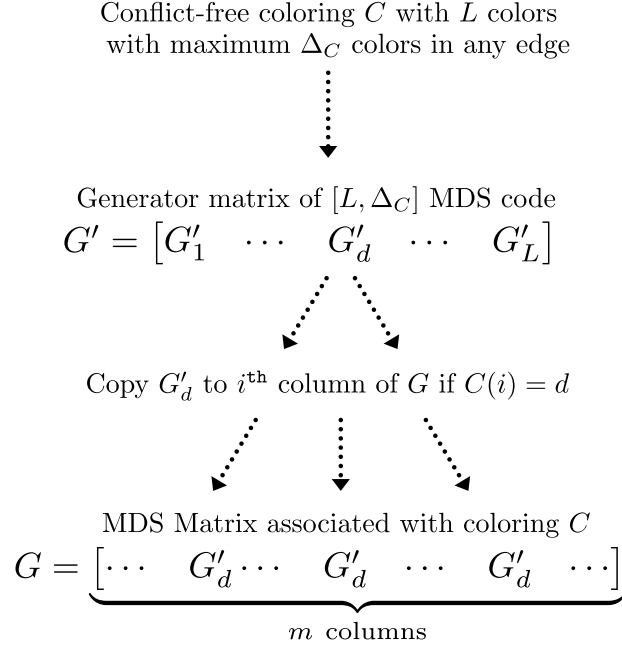 Conflict-free coloring C with L colors
with maximum Δ_C colors in any edge
Generator matrix of [L, Δ_C] MDS code
G′ = [G′_1 ⋯ G′_d ⋯ G′_L]
Copy G′_d to i^th column of G if C(i) = d
MDS Matrix associated with coloring C
G = [⋯ G′_d ⋯ G′_d ⋯ G′_d ⋯]
m columns